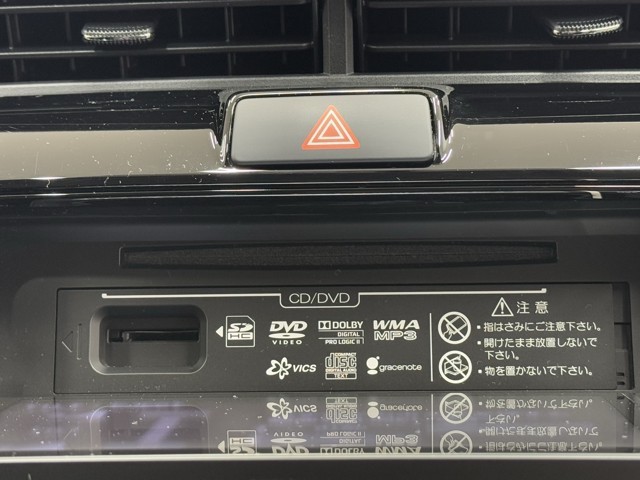 CD/DVD
SD HC
DVD VIDEO
DOLBY DIGITAL PRO LOGIC II
WMA MP3
VICS
COMPACT disc DIGITAL AUDIO TEXT
gracenote
注意
・指はさみにご注意下さい。
・開けたまま放置しないで
下さい。
・物を置かないで下さい。